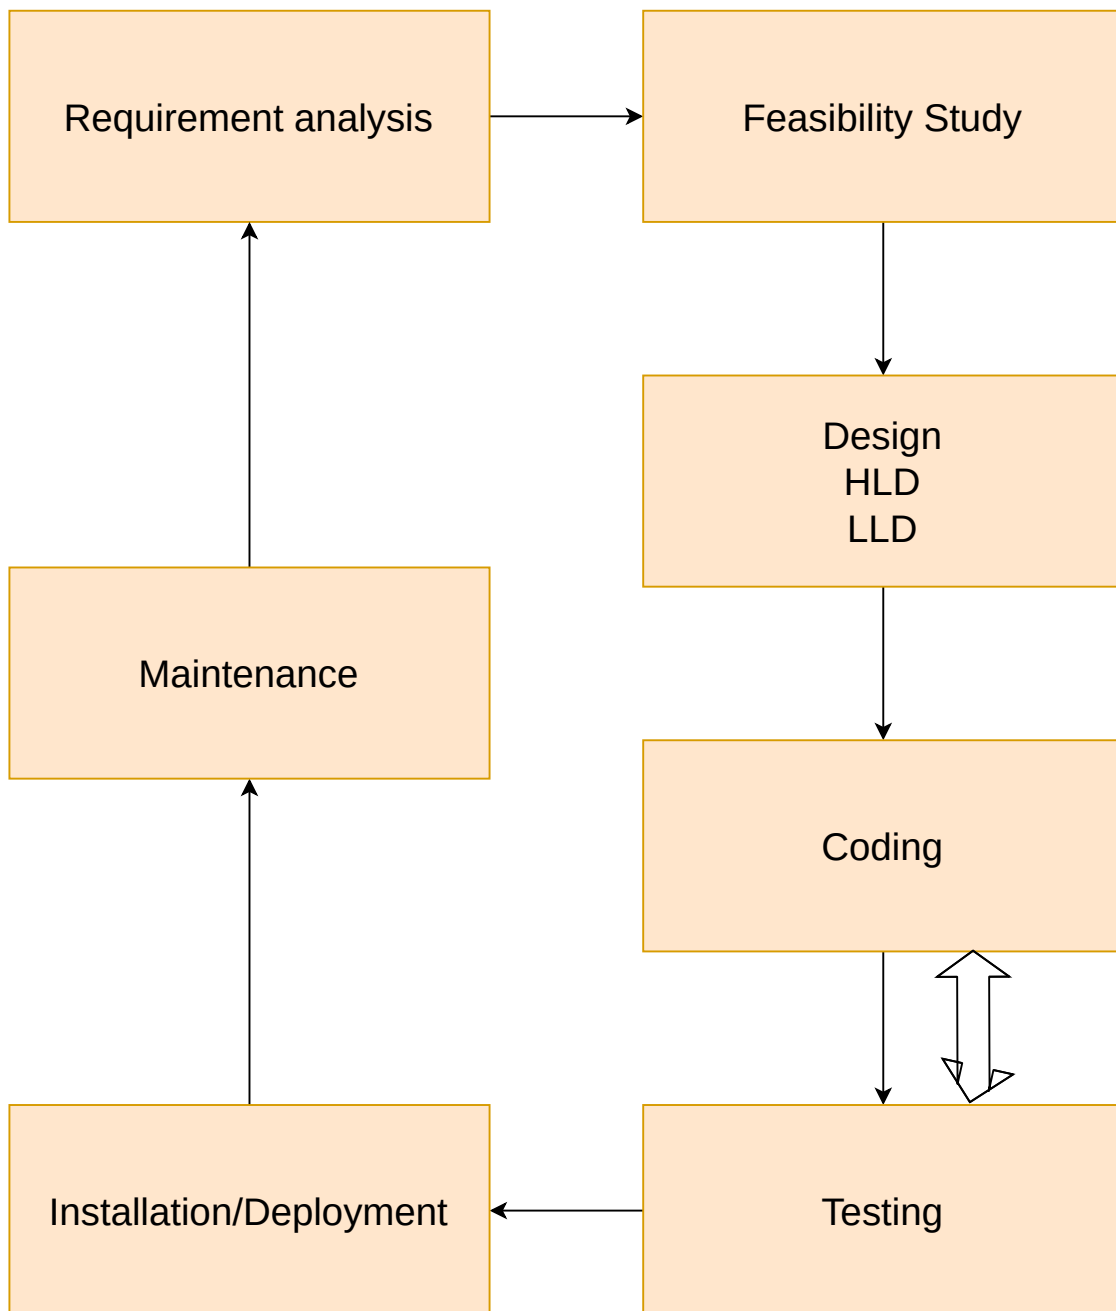 Requirement analysis
Feasibility Study
Design
HLD
LLD
Coding
Testing
Installation/Deployment
Maintenance